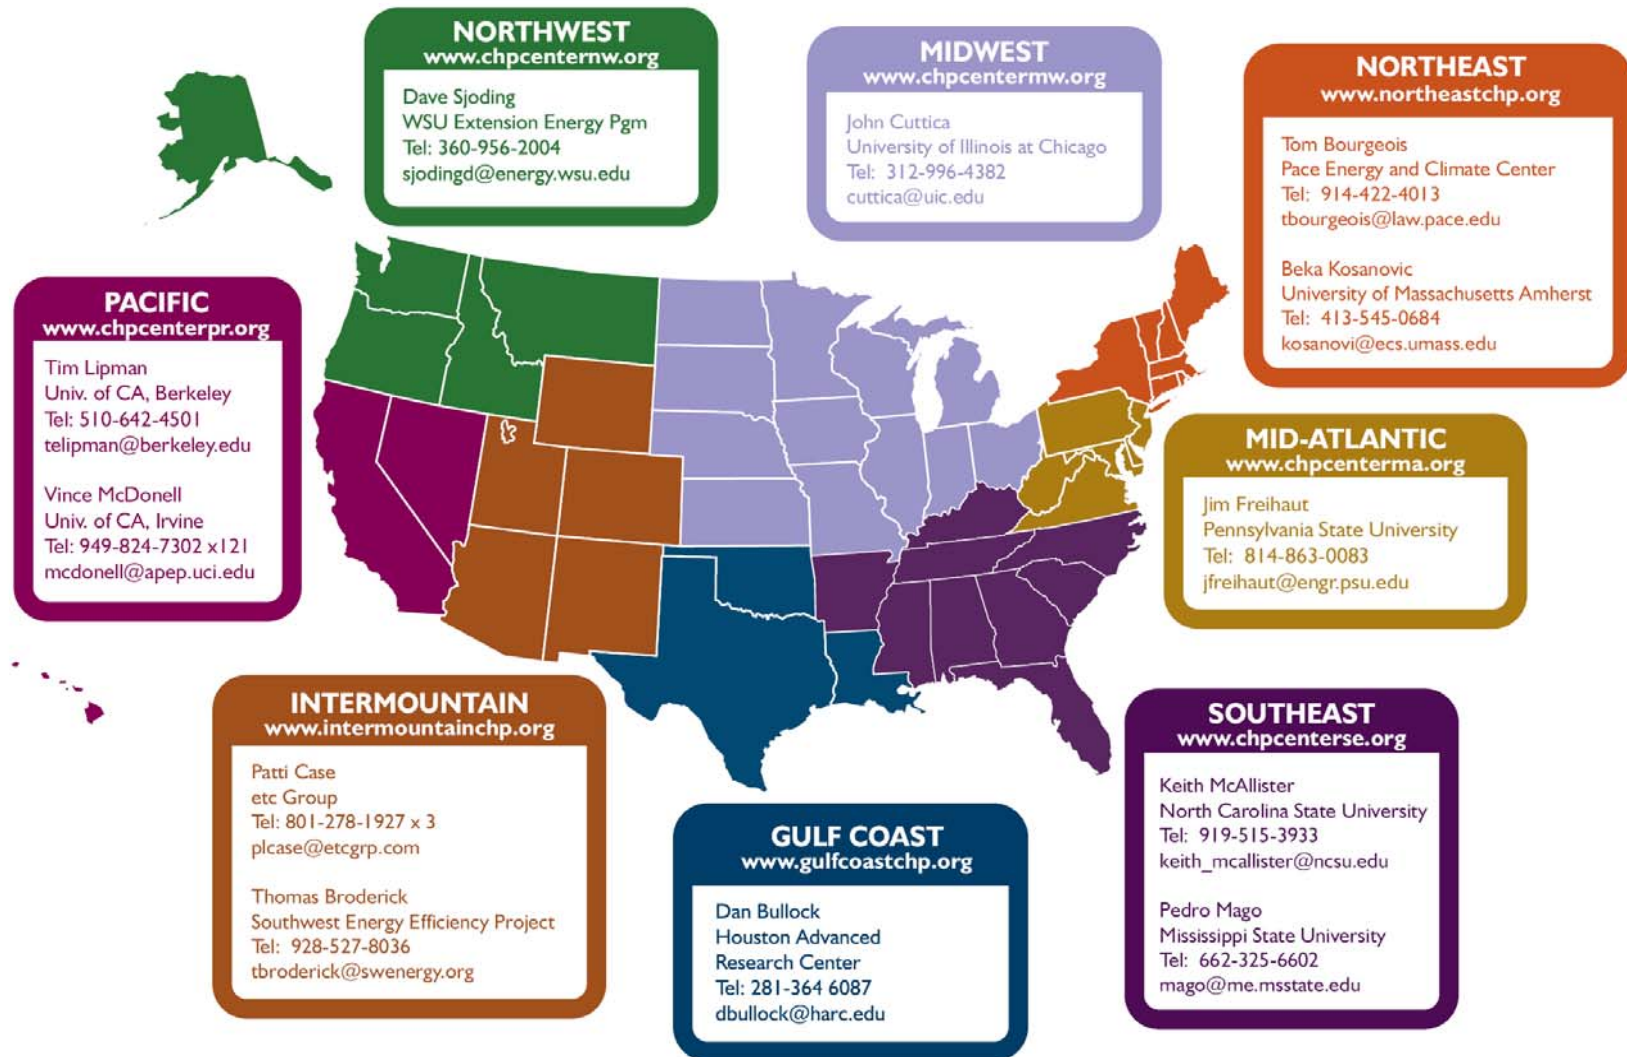 NORTHWEST
www.chpcenternw.org
Dave Sjoding
WSU Extension Energy Pgm
Tel: 360-956-2004
sjodingd@energy.wsu.edu
MIDWEST
www.chpcentermw.org
John Cuttica
University of Illinois at Chicago
Tel: 312-996-4382
cuttica@uic.edu
NORTHEAST
www.northeastchp.org
Tom Bourgeois
Pace Energy and Climate Center
Tel: 914-422-4013
tbourgeois@law.pace.edu
Beka Kosanovic
University of Massachusetts Amherst
Tel: 413-545-0684
kosanovi@ecs.umass.edu
PACIFIC
www.chpcenterpr.org
Tim Lipman
Univ. of CA, Berkeley
Tel: 510-642-4501
telipman@berkeley.edu
Vince McDonell
Univ. of CA, Irvine
Tel: 949-824-7302 x121
mcdonell@apep.uci.edu
MID-ATLANTIC
www.chpcenterma.org
Jim Freihaut
Pennsylvania State University
Tel: 814-863-0083
jfreihaut@engr.psu.edu
INTERMOUNTAIN
www.intermountainchp.org
Patti Case
etc Group
Tel: 801-278-1927 x 3
plcase@etcgrp.com
Thomas Broderick
Southwest Energy Efficiency Project
Tel: 928-527-8036
tbroderick@swenergy.org
GULF COAST
www.gulfcoastchp.org
Dan Bullock
Houston Advanced
Research Center
Tel: 281-364 6087
dbullock@harc.edu
SOUTHEAST
www.chpcenterse.org
Keith McAllister
North Carolina State University
Tel: 919-515-3933
keith_mcallister@ncsu.edu
Pedro Mago
Mississippi State University
Tel: 662-325-6602
mago@me.msstate.edu